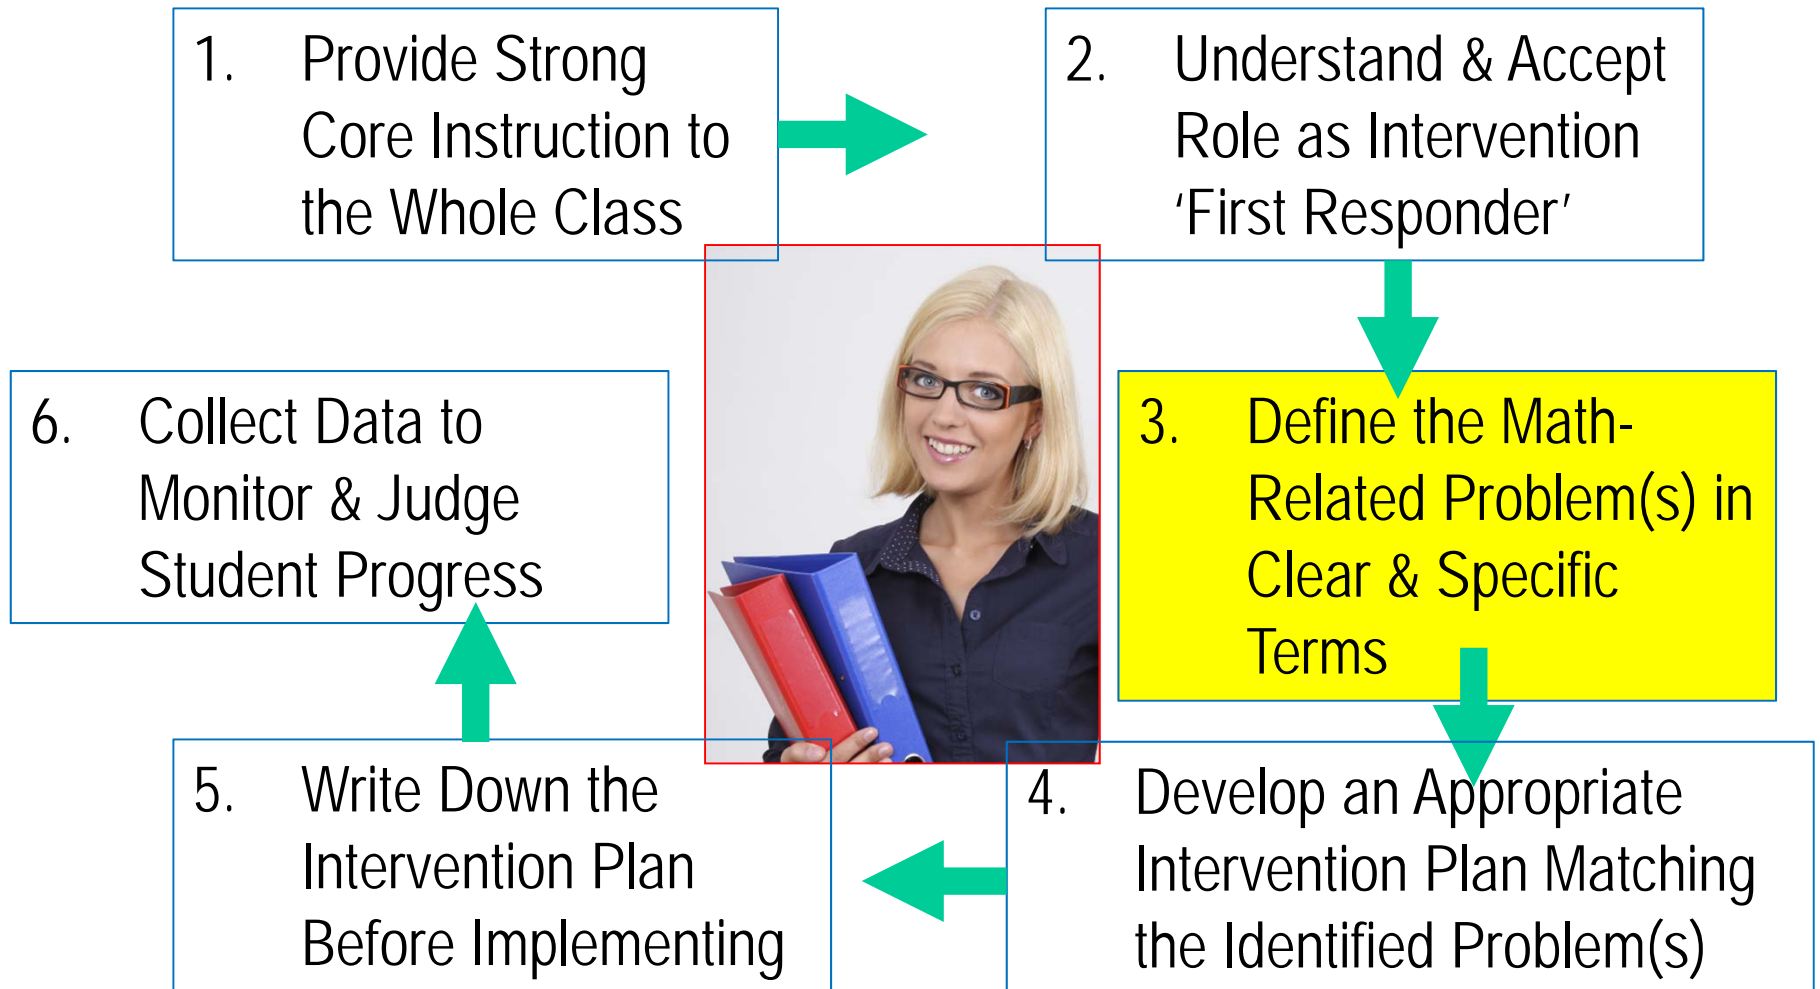 1. Provide Strong
Core Instruction to
the Whole Class
2. Understand & Accept
Role as Intervention
‘First Responder’
3. Define the Math-
Related Problem(s) in
Clear & Specific
Terms
4. Develop an Appropriate
Intervention Plan Matching
the Identified Problem(s)
5. Write Down the
Intervention Plan
Before Implementing
6. Collect Data to
Monitor & Judge
Student Progress